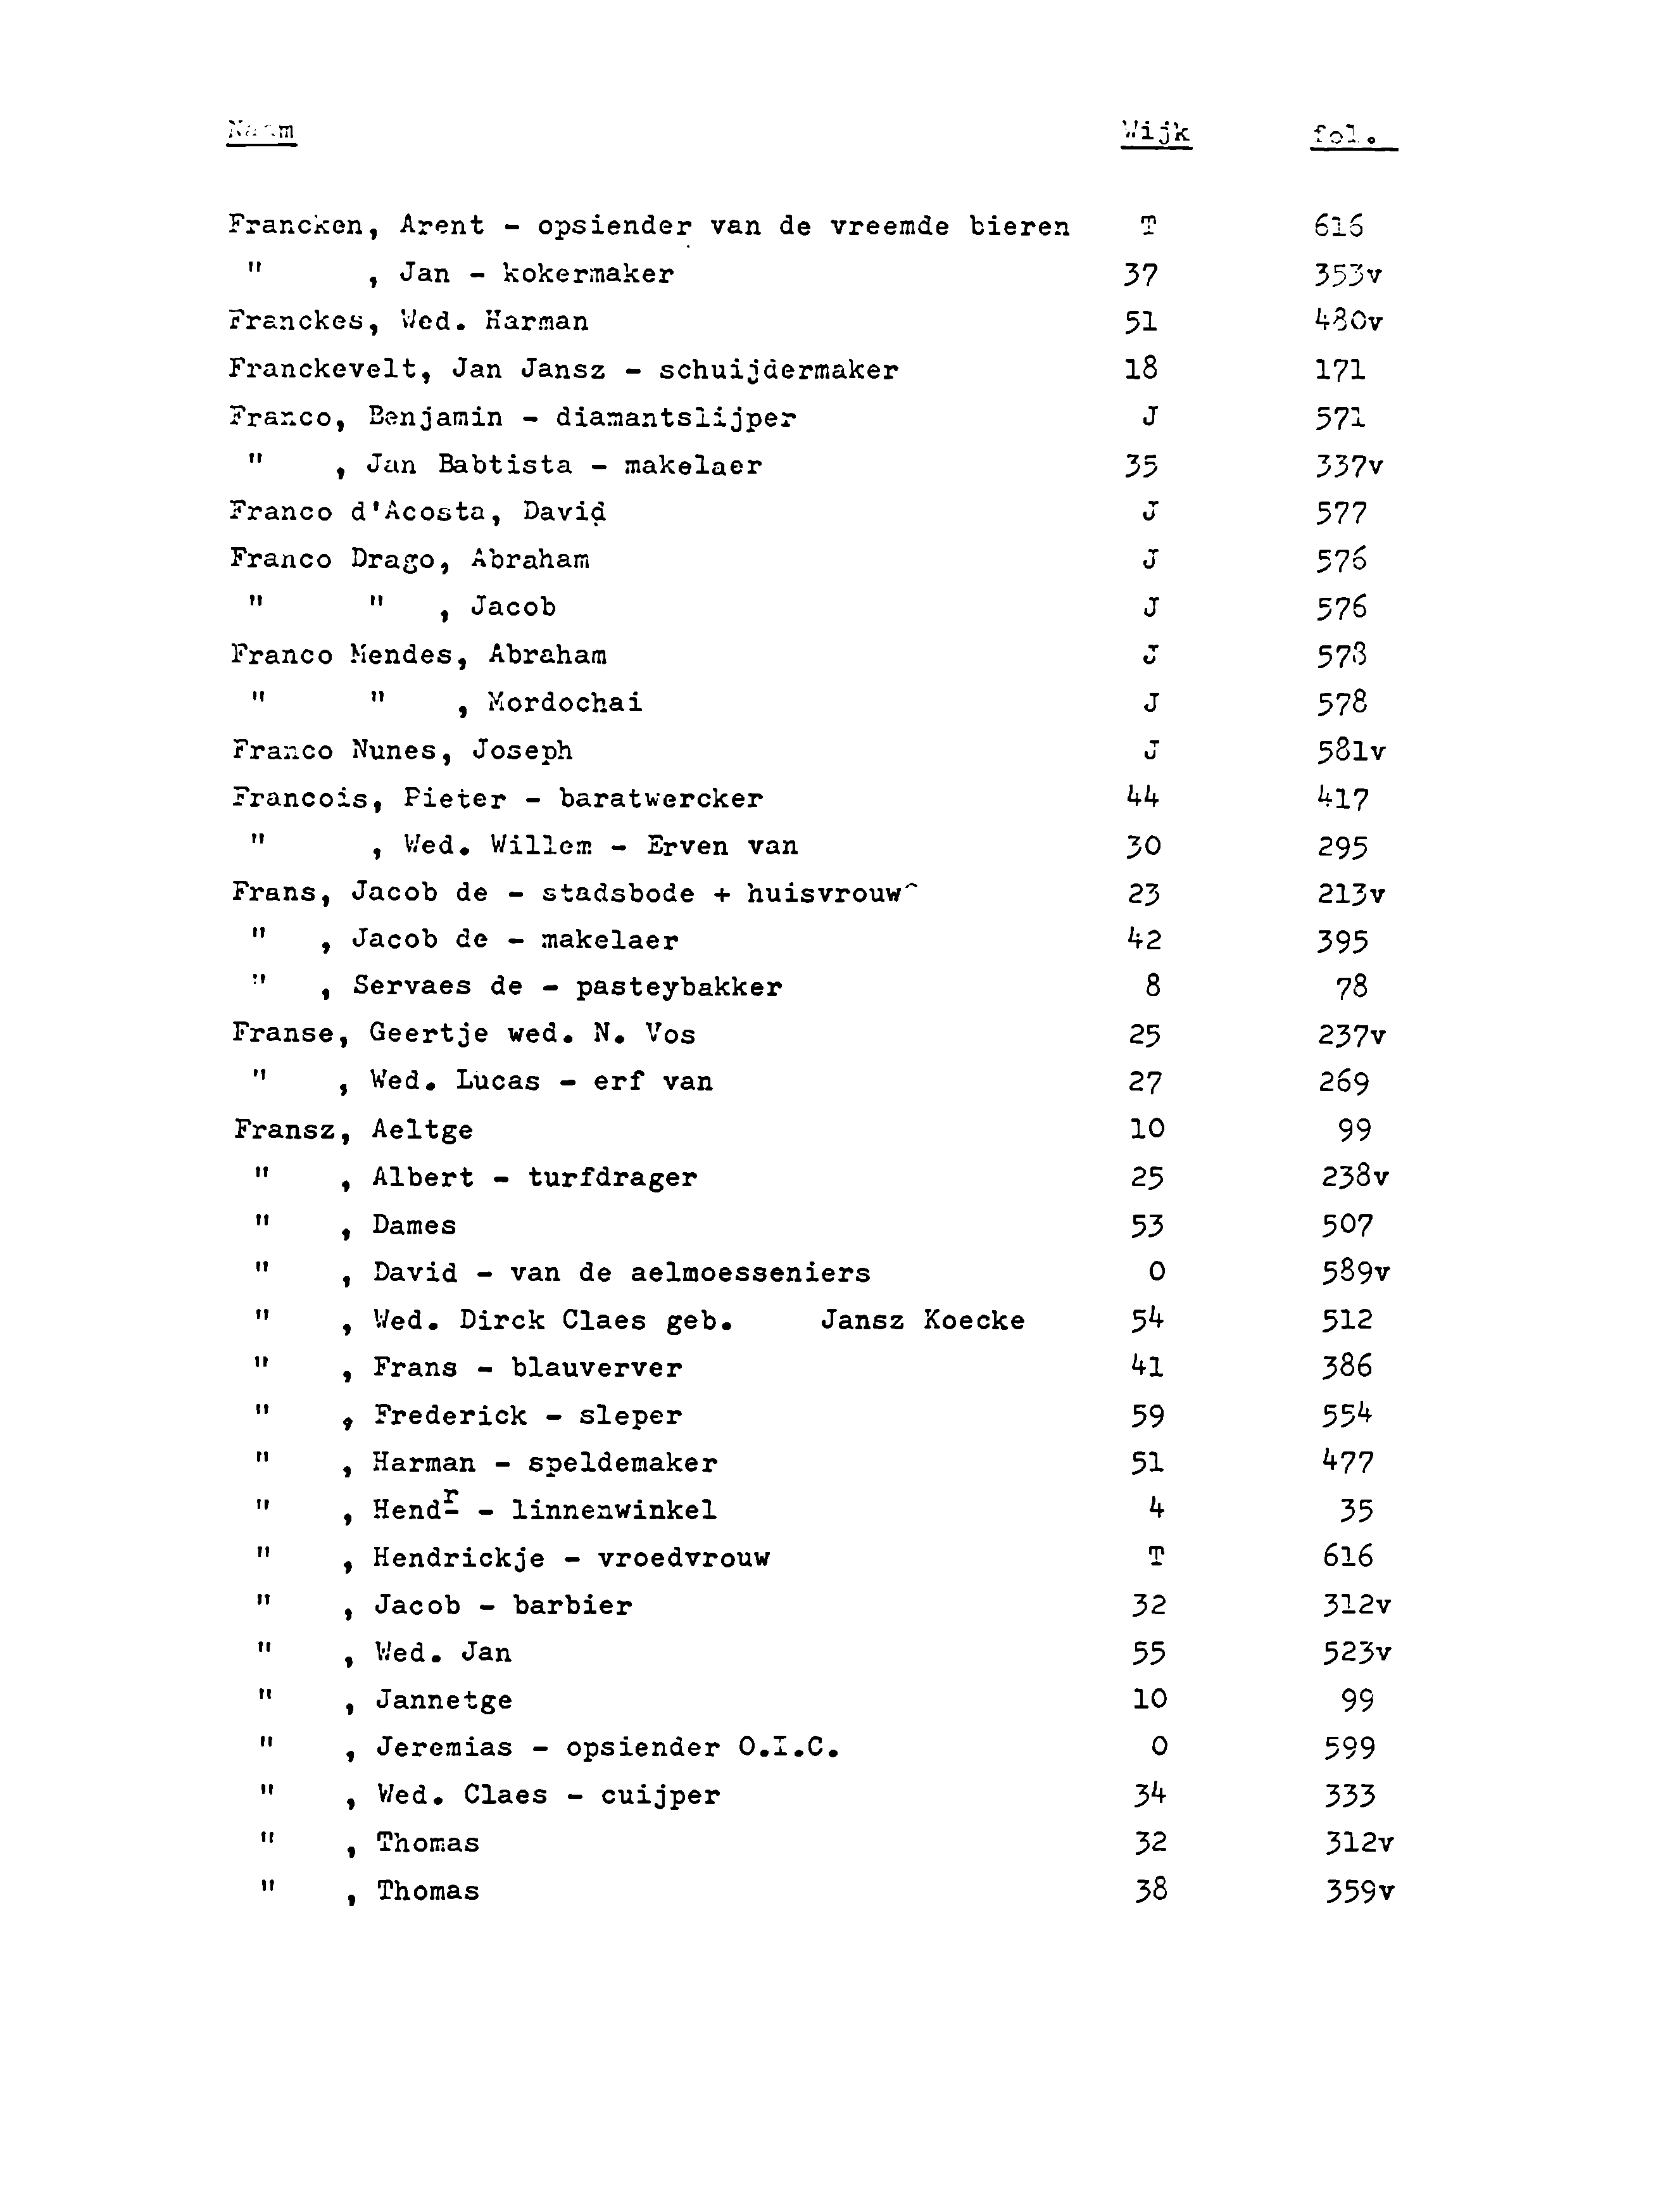 Naam Wijk fol.
Francken, Arent - opsiender van de vreemde bieren T 616
" , Jan - kokermaker 37 353v
Franckes, Wed. Harman 51 480v
Franckevelt, Jan Jansz - schuijdermaker 18 171
Franco, Benjamin - diamantslijper J 571
" , Jan Babtista - makelaer 35 337v
Franco d'Acosta, David J 577
Franco Drago, Abraham J 576
" " , Jacob J 576
Franco Mendes, Abraham J 578
" " , Mordochai J 578
Franco Nunes, Joseph J 581v
Francois, Pieter - baratwercker 44 417
" , Wed. Willem - Erven van 30 295
Frans, Jacob de - stadsbode + huisvrouw^ 23 213v
" , Jacob de - makelaer 42 395
" , Servaes de - pasteybakker 8 78
Franse, Geertje wed. N. Vos 25 237v
" , Wed. Lucas - erf van 27 269
Fransz, Aeltge 10 99
" , Albert - turfdrager 25 238v
" , Dames 53 507
" , David - van de aelmoesseniers O 589v
" , Wed. Dirck Claes geb. Jansz Koecke 54 512
" , Frans - blauverver 41 386
" , Frederick - sleper 59 554
" , Harman - speldemaker 51 477
" , Hendr - linnenwinkel 4 35
" , Hendrickje - vroedvrouw T 616
" , Jacob - barbier 32 312v
" , Wed. Jan 55 523v
" , Jannetge 10 99
" , Jeremias - opsiender O.I.C. O 599
" , Wed. Claes - cuijper 34 333
" , Thomas 32 312v
" , Thomas 38 359v